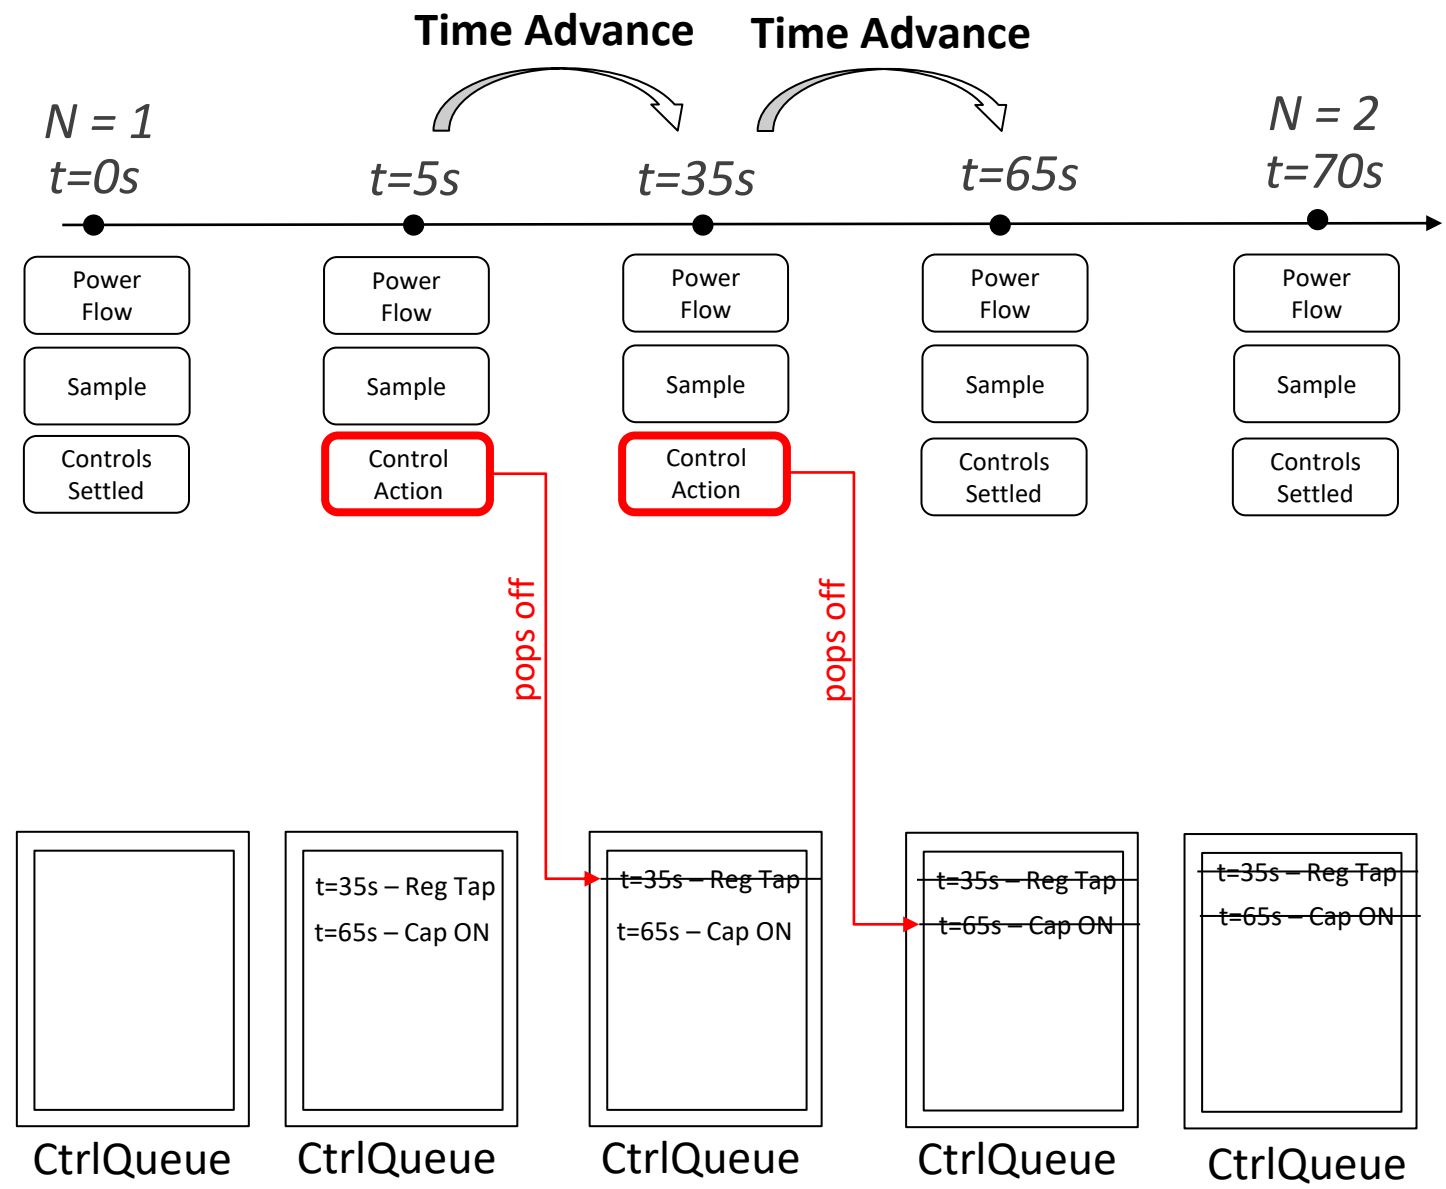 Time Advance
Time Advance
N = 1
t=0s
t=5s
t=35s
t=65s
N = 2
t=70s
Power
Flow
Sample
Controls
Settled
Power
Flow
Sample
Control
Action
Power
Flow
Sample
Control
Action
Power
Flow
Sample
Controls
Settled
Power
Flow
Sample
Controls
Settled
pops off
pops off
t=35s – Reg Tap
t=65s – Cap ON
t=35s – Reg Tap
t=65s – Cap ON
t=35s – Reg Tap
t=65s – Cap ON
t=35s – Reg Tap
t=65s – Cap ON
CtrlQueue
CtrlQueue
CtrlQueue
CtrlQueue
CtrlQueue